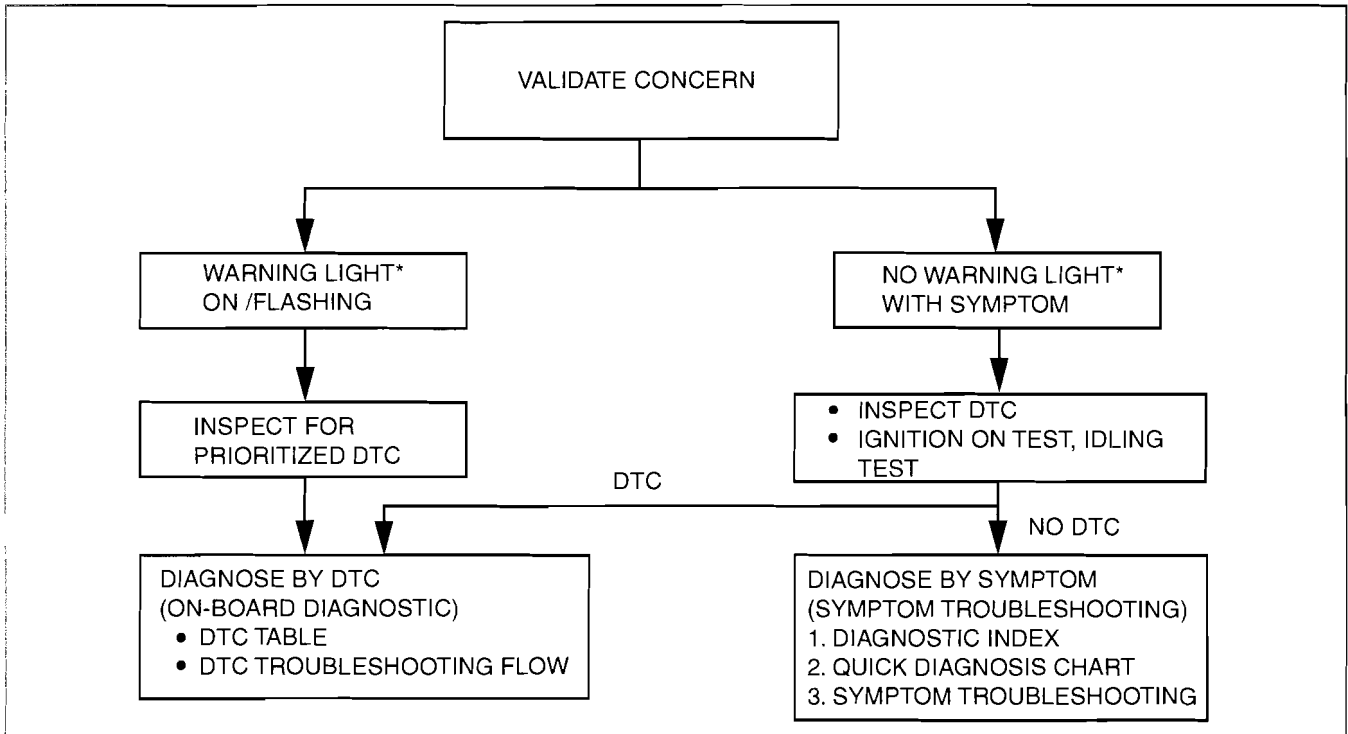 VALIDATE CONCERN
WARNING LIGHT*
ON /FLASHING
NO WARNING LIGHT*
WITH SYMPTOM
INSPECT FOR
PRIORITIZED DTC
• INSPECT DTC
• IGNITION ON TEST, IDLING
TEST
DTC
NO DTC
DIAGNOSE BY DTC
(ON-BOARD DIAGNOSTIC)
• DTC TABLE
• DTC TROUBLESHOOTING FLOW
DIAGNOSE BY SYMPTOM
(SYMPTOM TROUBLESHOOTING)
1. DIAGNOSTIC INDEX
2. QUICK DIAGNOSIS CHART
3. SYMPTOM TROUBLESHOOTING